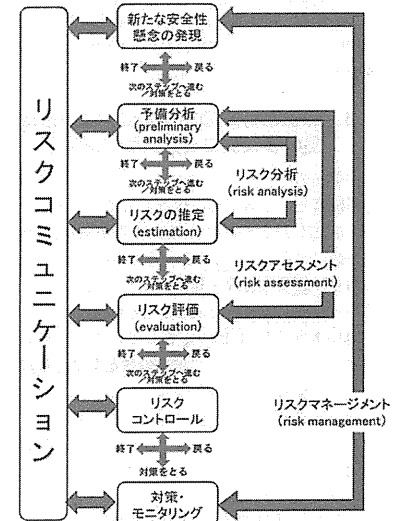 リスクコミュニケーション
新たな安全性
懸念の発現
終了
戻る
次のステップへ進む
/対策をとる
予備分析
(preliminary
analysis)
終了
戻る
次のステップへ進む
/対策をとる
リスク分析
(risk analysis)
リスクの推定
(estimation)
終了
戻る
次のステップへ進む
/対策をとる
リスクアセスメント
(risk assessment)
リスク評価
(evaluation)
終了
戻る
次のステップへ進む
/対策をとる
リスク
コントロール
リスクマネージメント
(risk management)
終了
戻る
対策をとる
対策・
モニタリング